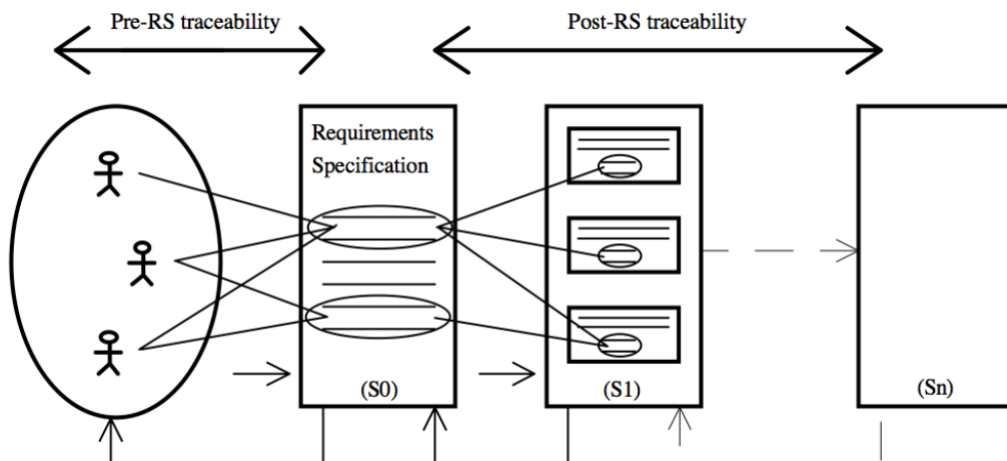 Pre-RS traceability
Post-RS traceability
Requirements
Specification
(S0)
(S1)
(Sn)